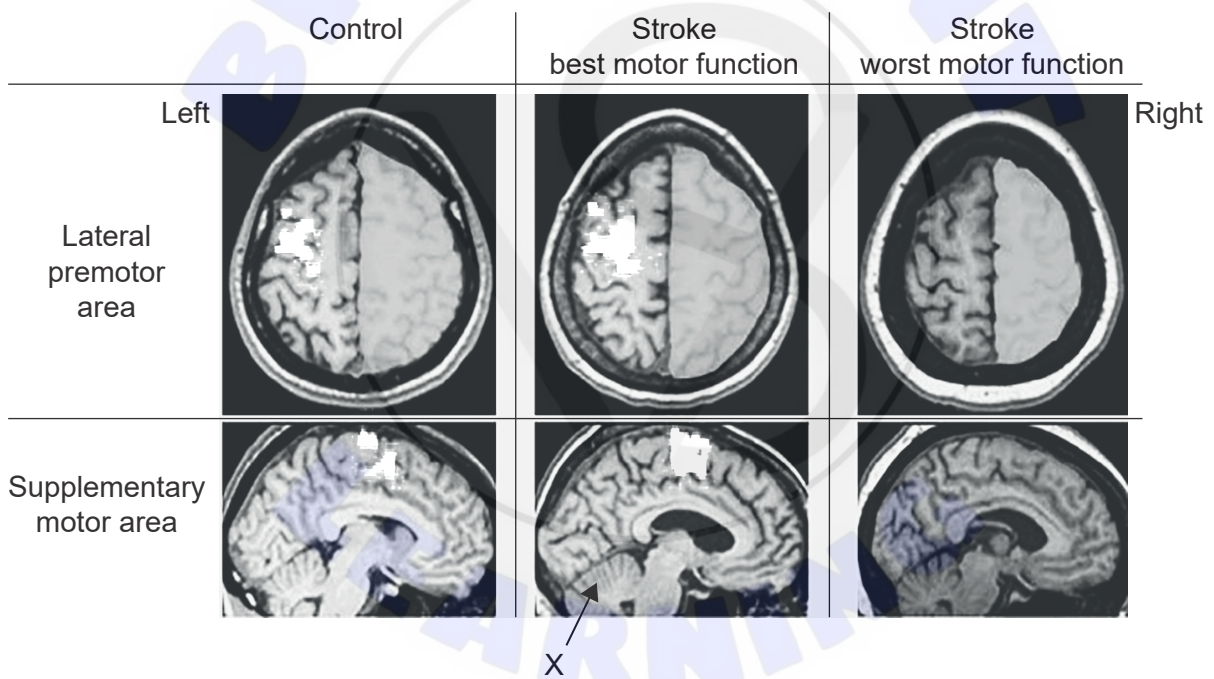 Control
Stroke
best motor function
Stroke
worst motor function
Left
Right
Lateral
premotor
area
Supplementary
motor area
X